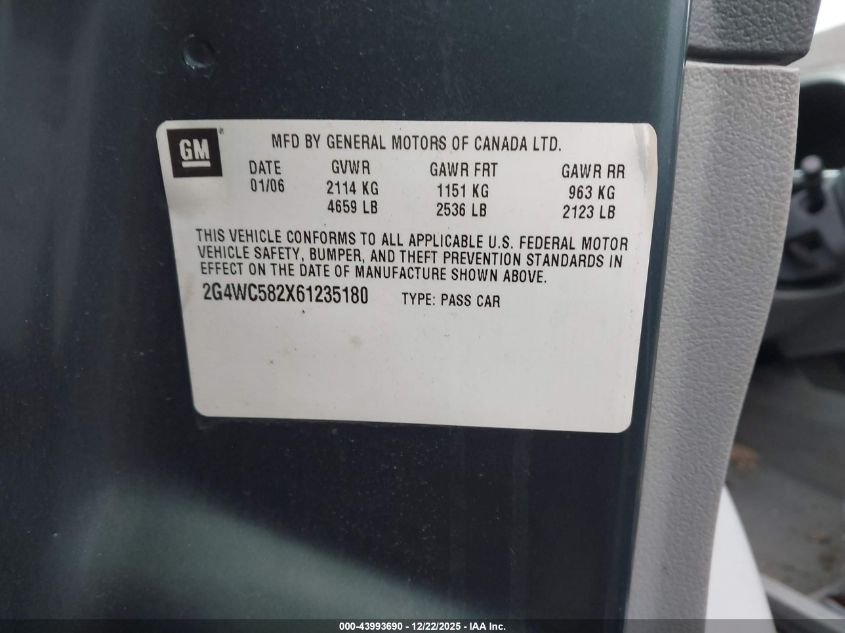 GM
MFD BY GENERAL MOTORS OF CANADA LTD.
DATE GVWR GAWR FRT GAWR RR
01/06 2114 KG 1151 KG 963 KG
4659 LB 2536 LB 2123 LB
THIS VEHICLE CONFORMS TO ALL APPLICABLE U.S. FEDERAL MOTOR
VEHICLE SAFETY, BUMPER, AND THEFT PREVENTION STANDARDS IN
EFFECT ON THE DATE OF MANUFACTURE SHOWN ABOVE.
2G4WC582X61235180 TYPE: PASS CAR
000-43993690 - 12/22/2025 - IAA Inc.